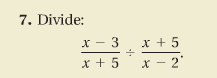 7. Divide:
x − 3 / x + 5 ÷ x + 5 / x − 2.